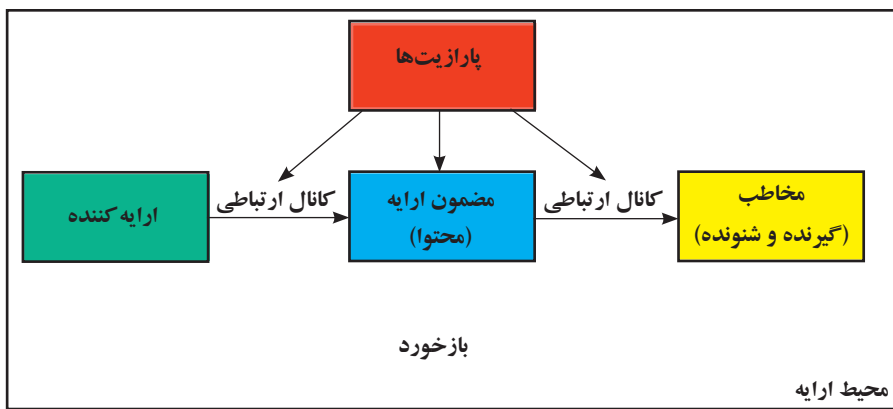 پارازیت‌ها
ارایه کننده
کانال ارتباطی
مضمون ارایه
(محتوا)
کانال ارتباطی
مخاطب
(گیرنده و شنونده)
بازخورد
محیط ارایه